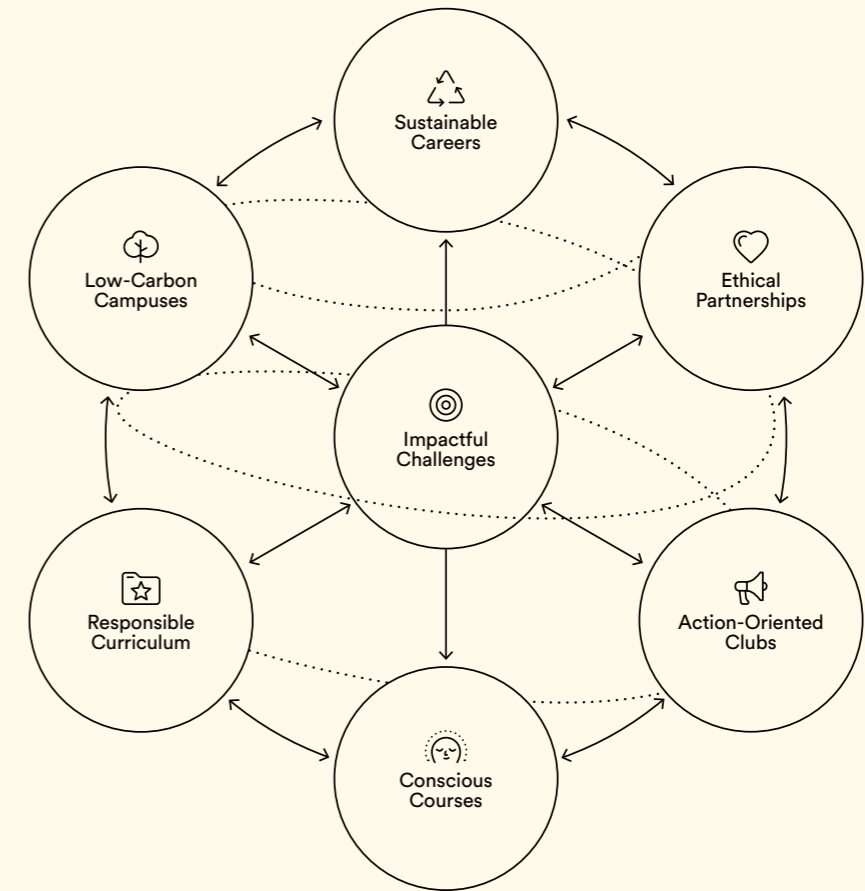 Sustainable
Careers
Low-Carbon
Campuses
Ethical
Partnerships
Impactful
Challenges
Responsible
Curriculum
Action-Oriented
Clubs
Conscious
Courses